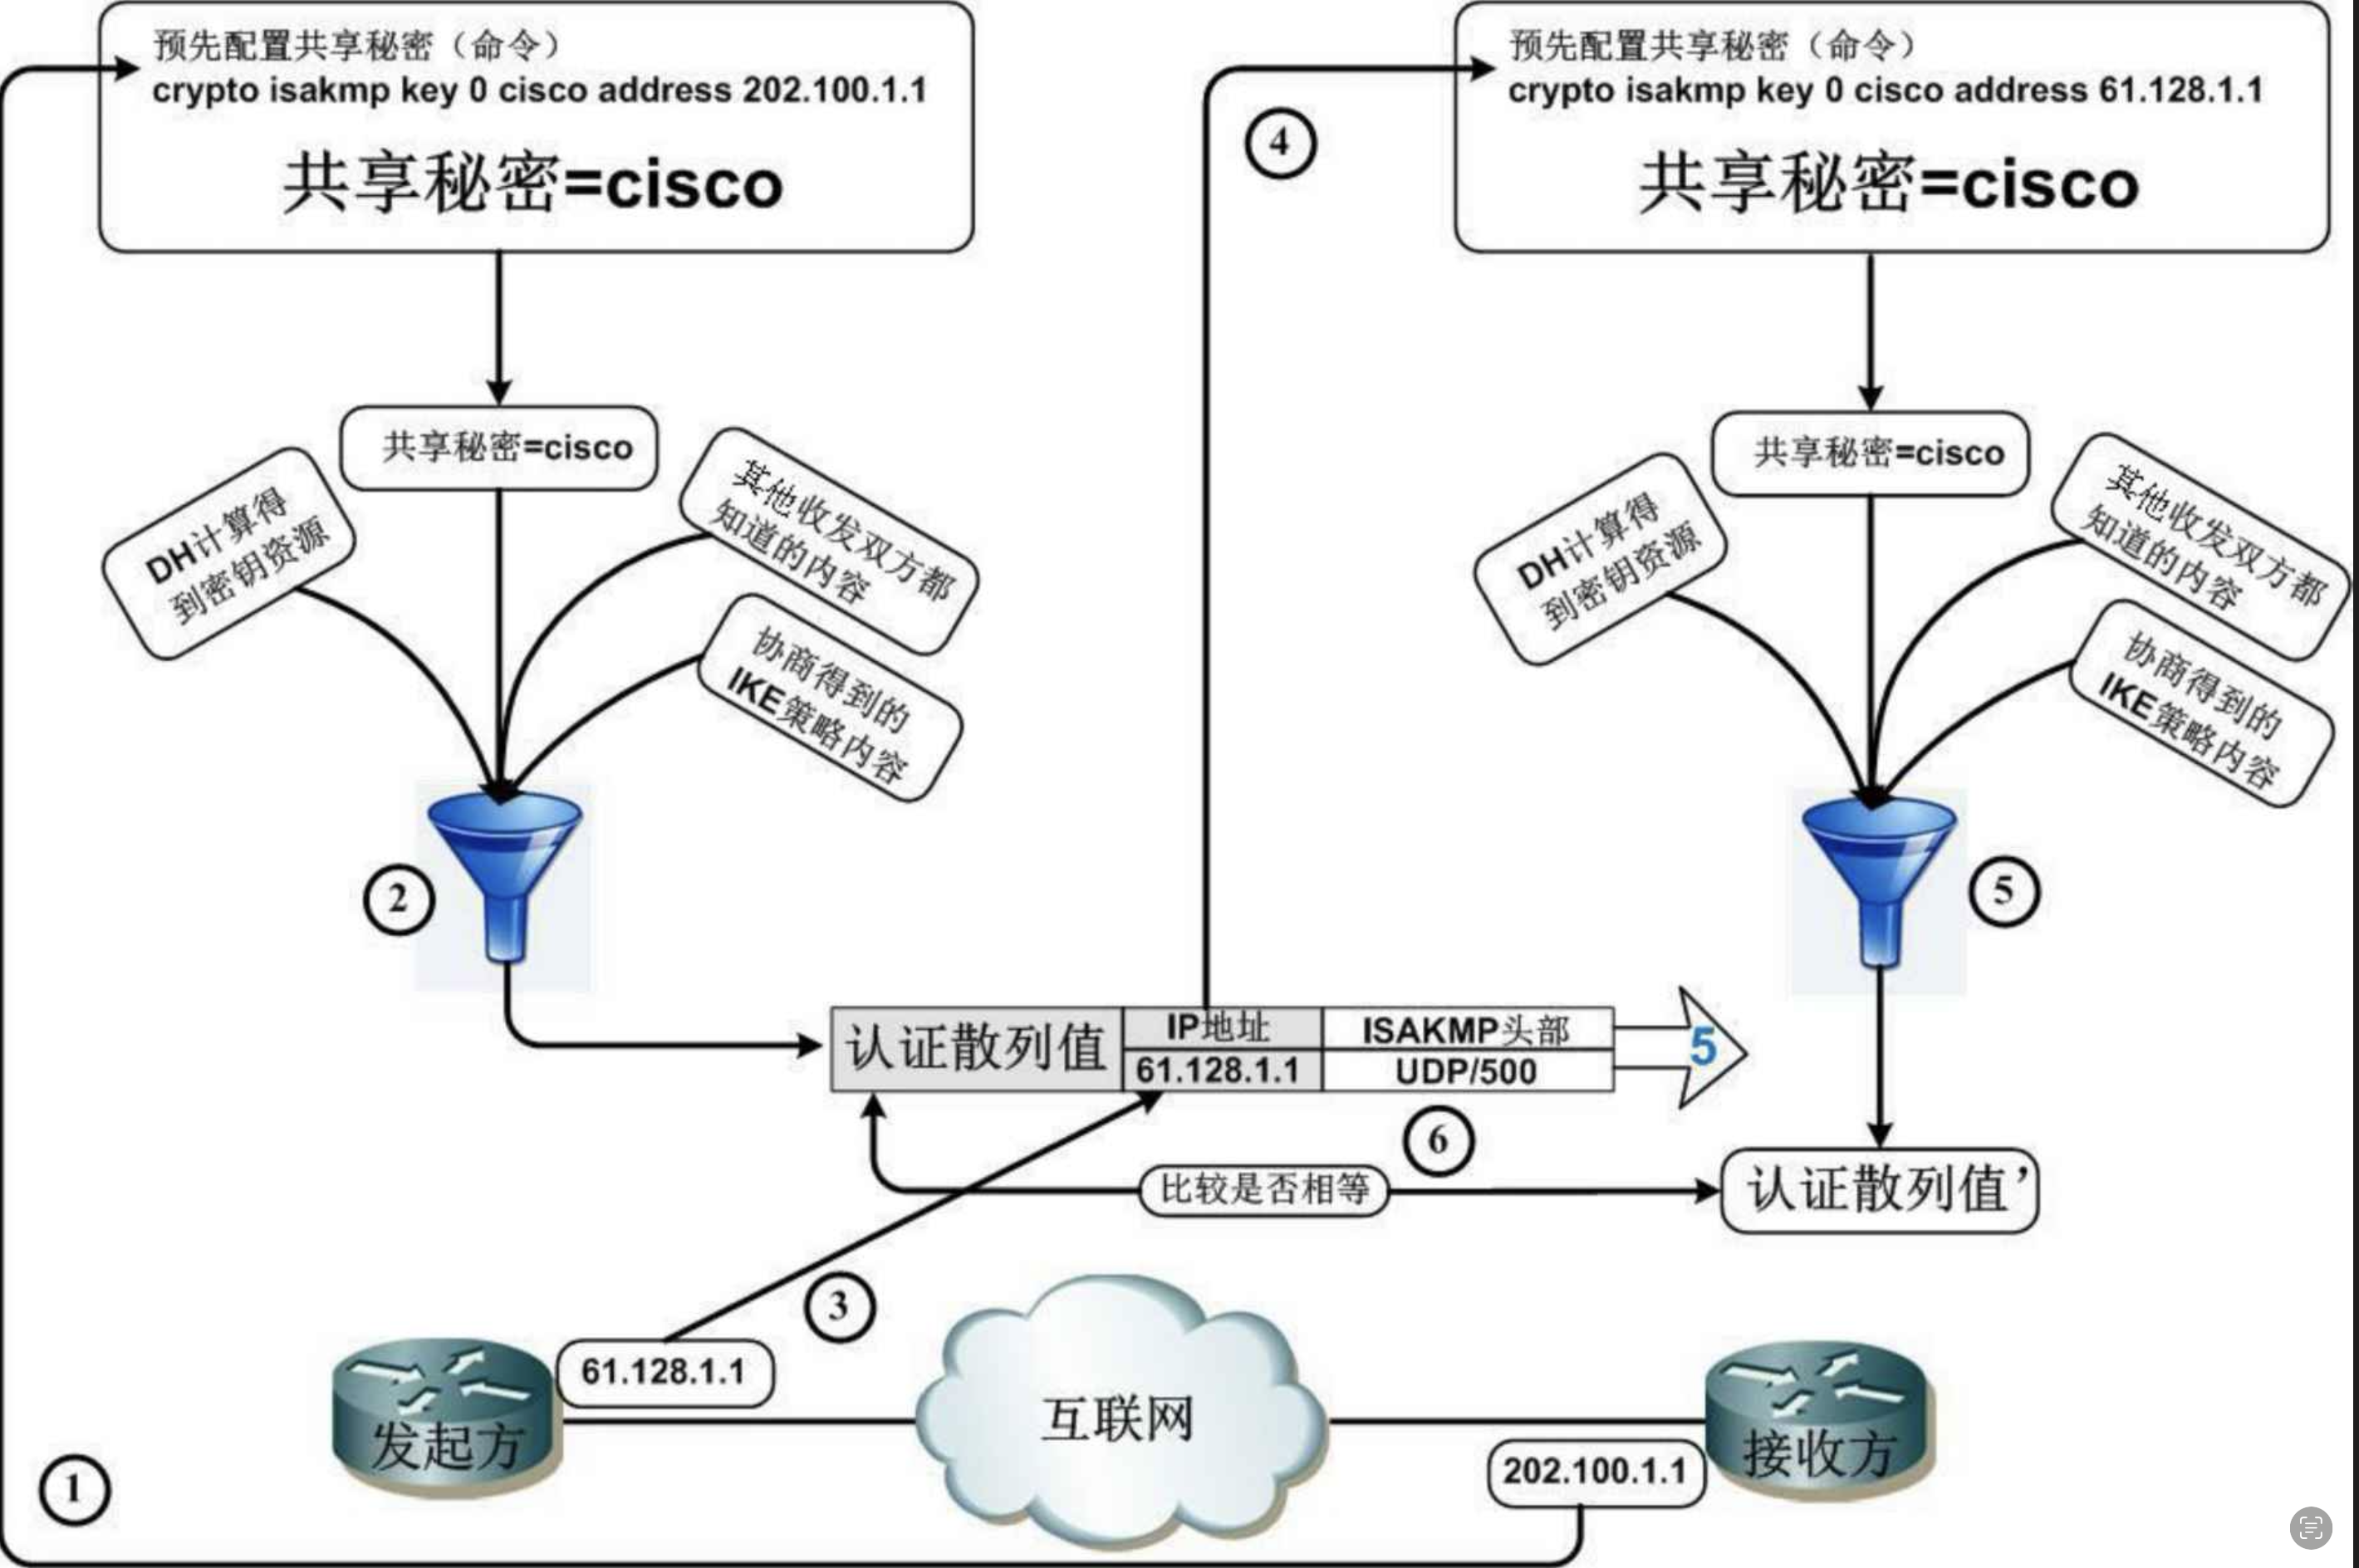 预先配置共享秘密（命令）
crypto isakmp key 0 cisco address 202.100.1.1
共享秘密=cisco
预先配置共享秘密（命令）
crypto isakmp key 0 cisco address 61.128.1.1
共享秘密=cisco
4
共享秘密=cisco
DH计算得
到密钥资源
其他收发双方都
知道的内容
协商得到的
IKE策略内容
共享秘密=cisco
DH计算得
到密钥资源
其他收发双方都
知道的内容
协商得到的
IKE策略内容
2
5
认证散列值
IP地址
61.128.1.1
ISAKMP头部
UDP/500
5
6
比较是否相等
认证散列值’
3
61.128.1.1
发起方
互联网
接收方
202.100.1.1
1